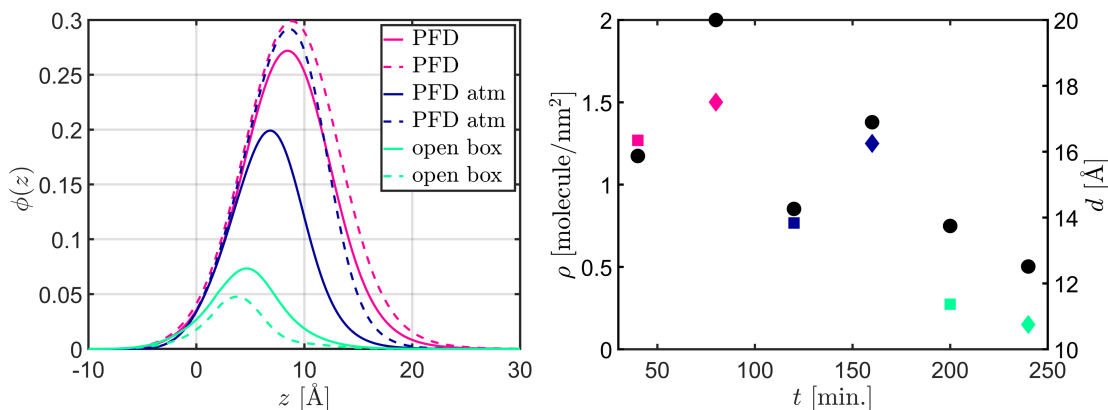 0.3
0.25
0.2
0.15
0.1
0.05
0
ϕ(z)
-10 0 10 20 30
z [Å]
PFD
PFD
PFD atm
PFD atm
open box
open box
2
1.5
1
0.5
0
ρ [molecule/nm²]
50 100 150 200 250
t [min.]
20
18
16
14
12
10
d [Å]